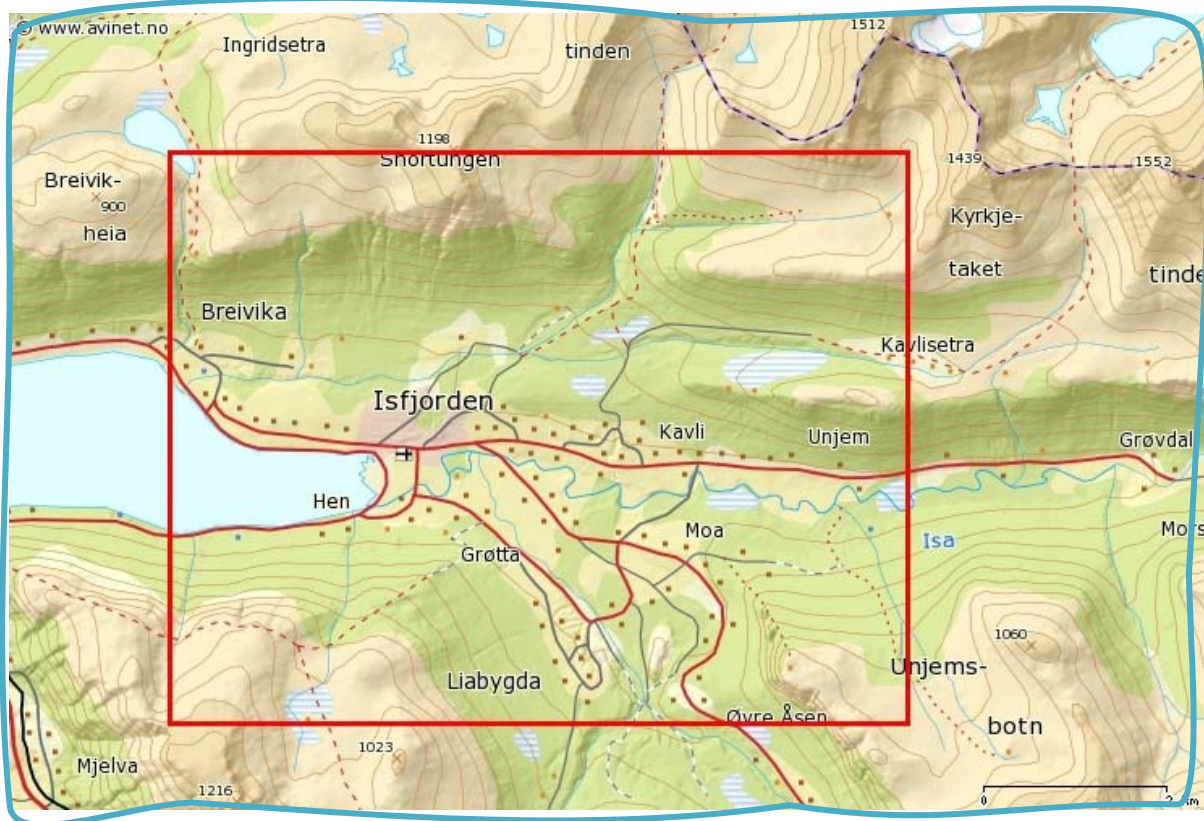 © www.avinet.no
1512
Ingridsetra
tinden
1198
Snortungen
1439
1552
Breivik-
900
heia
Kyrkje-
taket
tinde
Breivika
Kavlisetra
Isfjorden
Kavli
Unjem
Grøvdal
Hen
Moa
Isa
Mors
Grøtta
1060
Unjems-
botn
Liabygda
Øvre Åsen
1023
Mjelva
1216
0